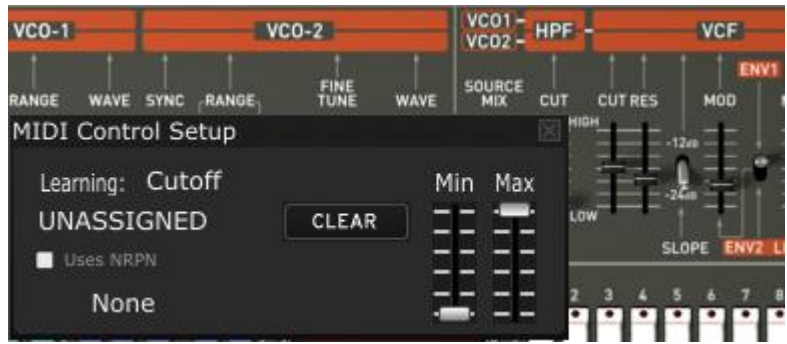 VCO-1 VCO-2 VCO1 HPF VCF
VCO2
ENV1
RANGE WAVE SYNC RANGE FINE TUNE WAVE SOURCE MIX CUT CUT RES MOD
HIGH
MIDI Control Setup
-12dB
Learning: Cutoff Min Max
-24dB
UNASSIGNED CLEAR LOW
SLOPE ENV2
Uses NRPN
None
2 3 4 5 6 7 8